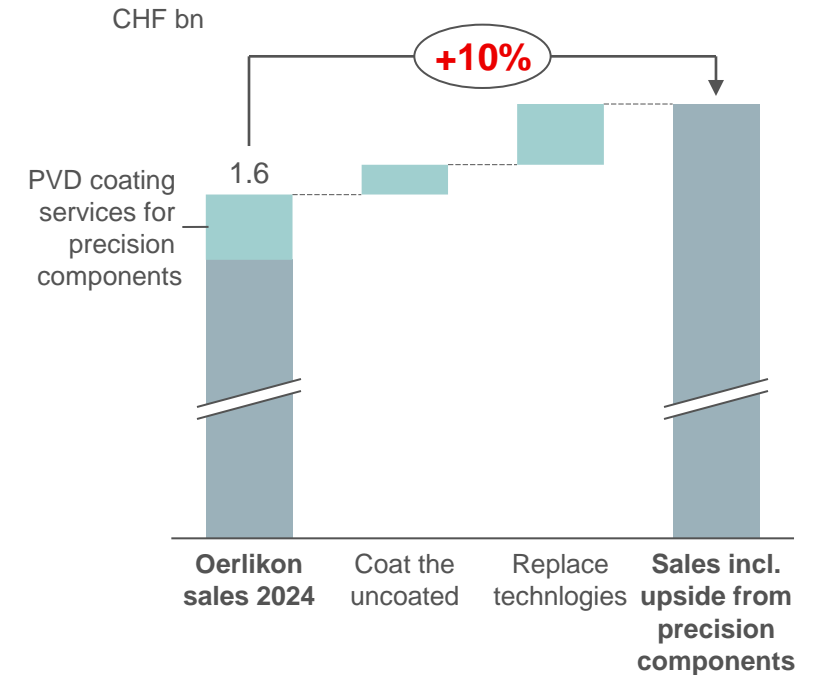 CHF bn
+10%
1.6
PVD coating
services for
precision
components
Oerlikon
sales 2024
Coat the
uncoated
Replace
technlogies
Sales incl.
upside from
precision
components